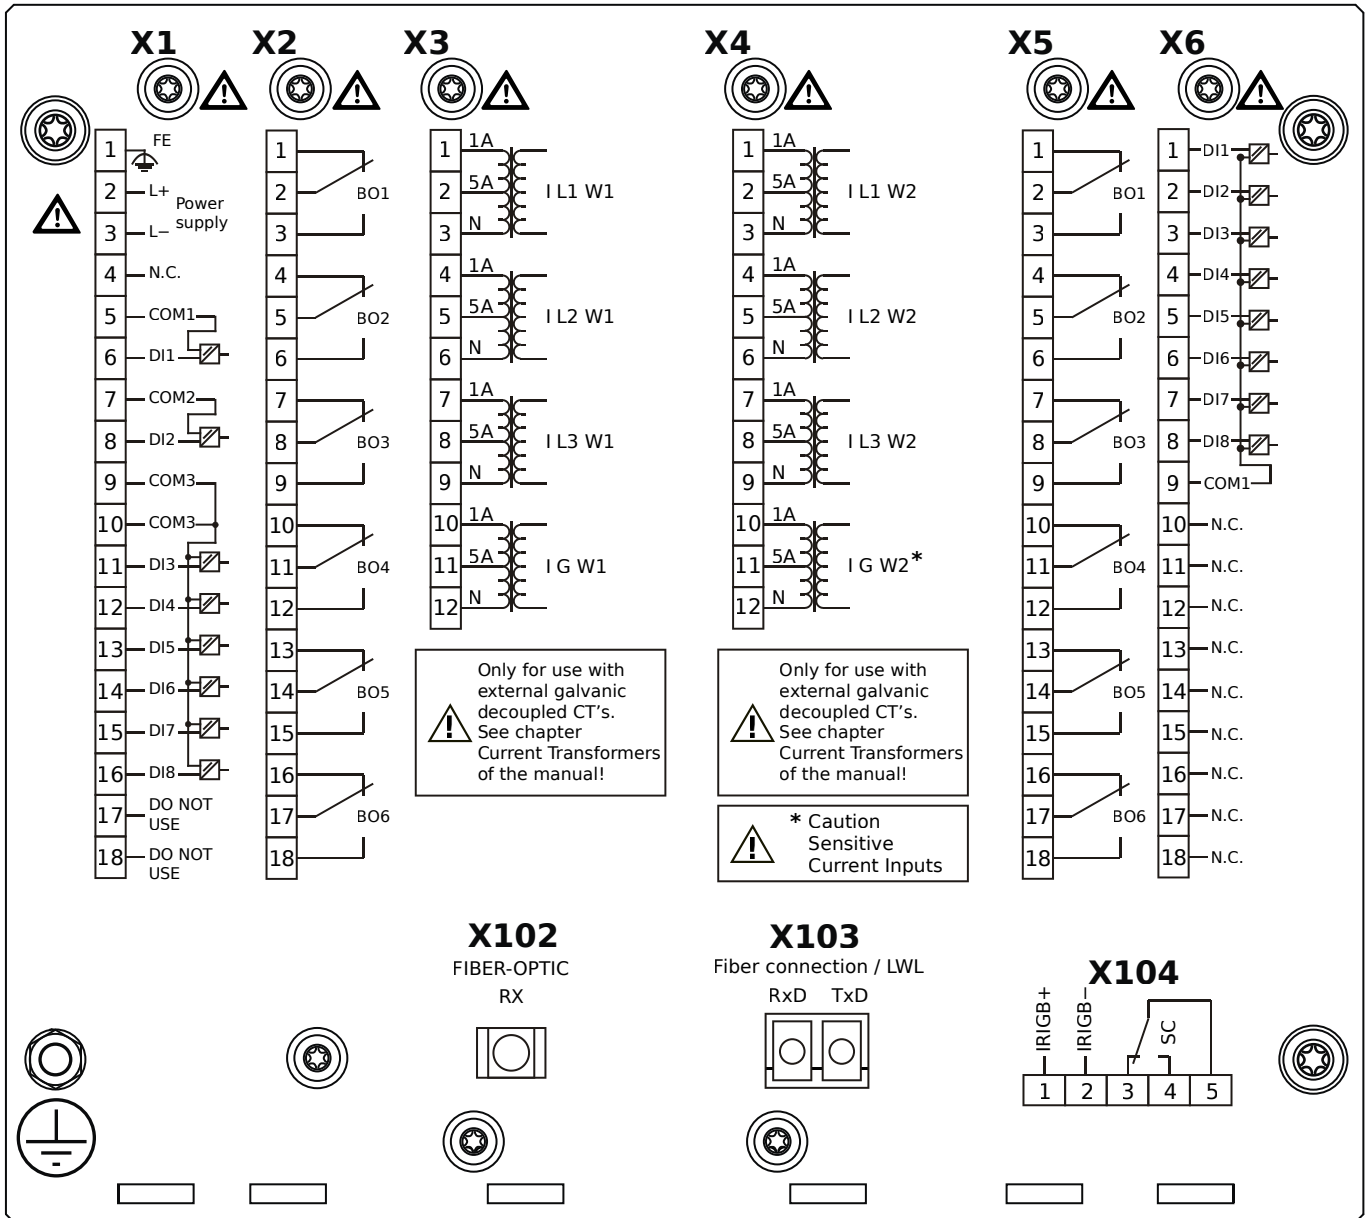 X1
X2
X3
X4
X5
X6
1 FE
2 L+ Power
supply
3 L−
4 N.C.
5 COM1
6 DI1
7 COM2
8 DI2
9 COM3
10 COM3
11 DI3
12 DI4
13 DI5
14 DI6
15 DI7
16 DI8
17 DO NOT
USE
18 DO NOT
USE
1
2 BO1
3
4
5 BO2
6
7
8 BO3
9
10
11 BO4
12
13
14 BO5
15
16
17 BO6
18
1 1A
2 5A I L1 W1
3 N
4 1A
5 5A I L2 W1
6 N
7 1A
8 5A I L3 W1
9 N
10 1A
11 5A I G W1
12 N
Only for use with
external galvanic
decoupled CT's.
See chapter
Current Transformers
of the manual!
1 1A
2 5A I L1 W2
3 N
4 1A
5 5A I L2 W2
6 N
7 1A
8 5A I L3 W2
9 N
10 1A
11 5A I G W2*
12 N
Only for use with
external galvanic
decoupled CT's.
See chapter
Current Transformers
of the manual!
* Caution
Sensitive
Current Inputs
1
2 BO1
3
4
5 BO2
6
7
8 BO3
9
10
11 BO4
12
13
14 BO5
15
16
17 BO6
18
1 DI1
2 DI2
3 DI3
4 DI4
5 DI5
6 DI6
7 DI7
8 DI8
9 COM1
10 N.C.
11 N.C.
12 N.C.
13 N.C.
14 N.C.
15 N.C.
16 N.C.
17 N.C.
18 N.C.
X102
FIBER-OPTIC
RX
X103
Fiber connection / LWL
RxD TxD
X104
IRIGB+
IRIGB−
SC
1 2 3 4 5